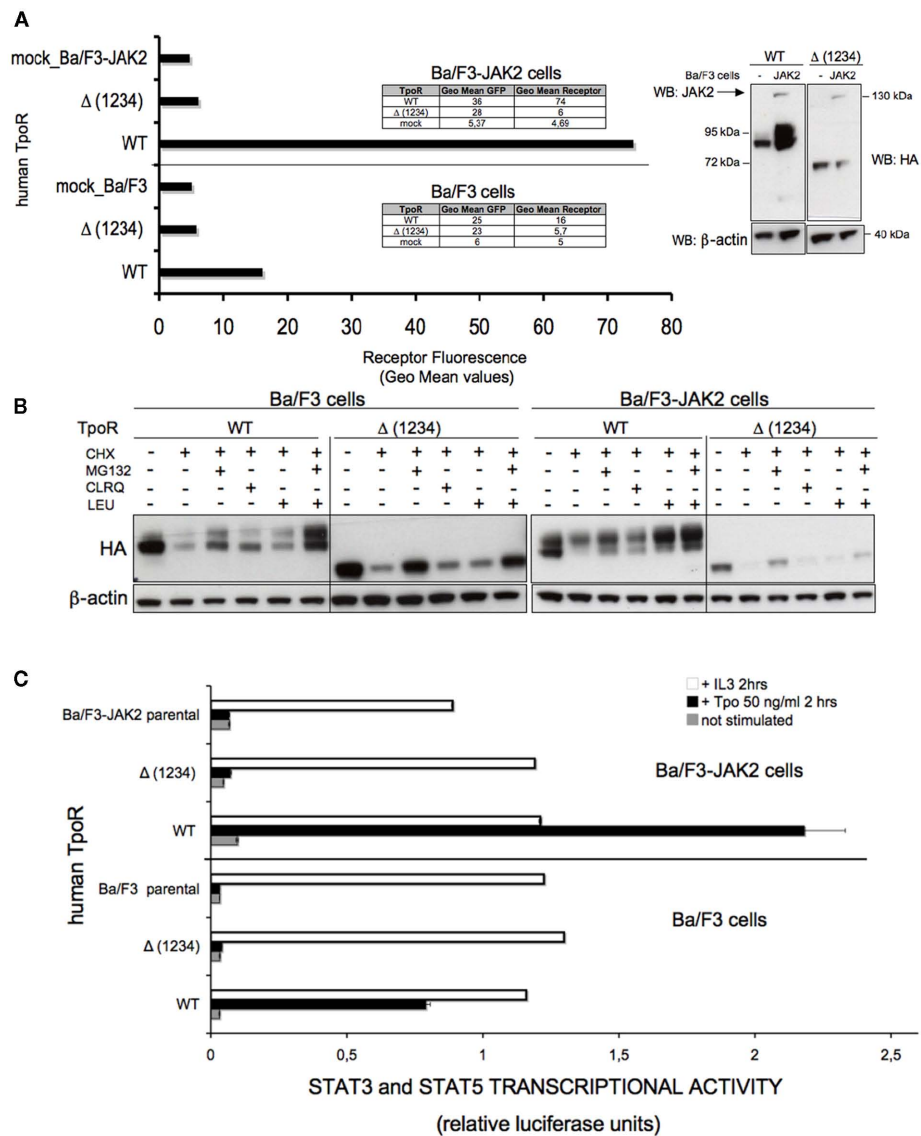 A
mock_Ba/F3-JAK2
Δ (1234)
WT
mock_Ba/F3
Δ (1234)
WT
human TpoR
Ba/F3-JAK2 cells
TpoR Geo Mean GFP Geo Mean Receptor
WT 36 74
Δ (1234) 28 6
mock 5,37 4,69
Ba/F3 cells
TpoR Geo Mean GFP Geo Mean Receptor
WT 25 16
Δ (1234) 23 5,7
mock 6 5
0 10 20 30 40 50 60 70 80
Receptor Fluorescence
(Geo Mean values)
WT Δ (1234)
Ba/F3 cells - JAK2 - JAK2
WB: JAK2
130 kDa
95 kDa
72 kDa
WB: HA
WB: β-actin
40 kDa
B
Ba/F3 cells Ba/F3-JAK2 cells
TpoR WT Δ (1234) WT Δ (1234)
CHX - + + + + + - + + + + + - + + + + + - + + + + +
MG132 - - + - - + - - + - - + - - + - - + - - + - - +
CLRQ - - - + - - - - - + - - - - - + - - - - - + - -
LEU - - - - + + - - - - + + - - - - + + - - - - + +
HA
β-actin
C
+ IL3 2hrs
+ Tpo 50 ng/ml 2 hrs
not stimulated
Ba/F3-JAK2 parental
Δ (1234)
Ba/F3-JAK2 cells
WT
human TpoR
Ba/F3 parental
Ba/F3 cells
Δ (1234)
WT
0 0,5 1 1,5 2 2,5
STAT3 and STAT5 TRANSCRIPTIONAL ACTIVITY
(relative luciferase units)